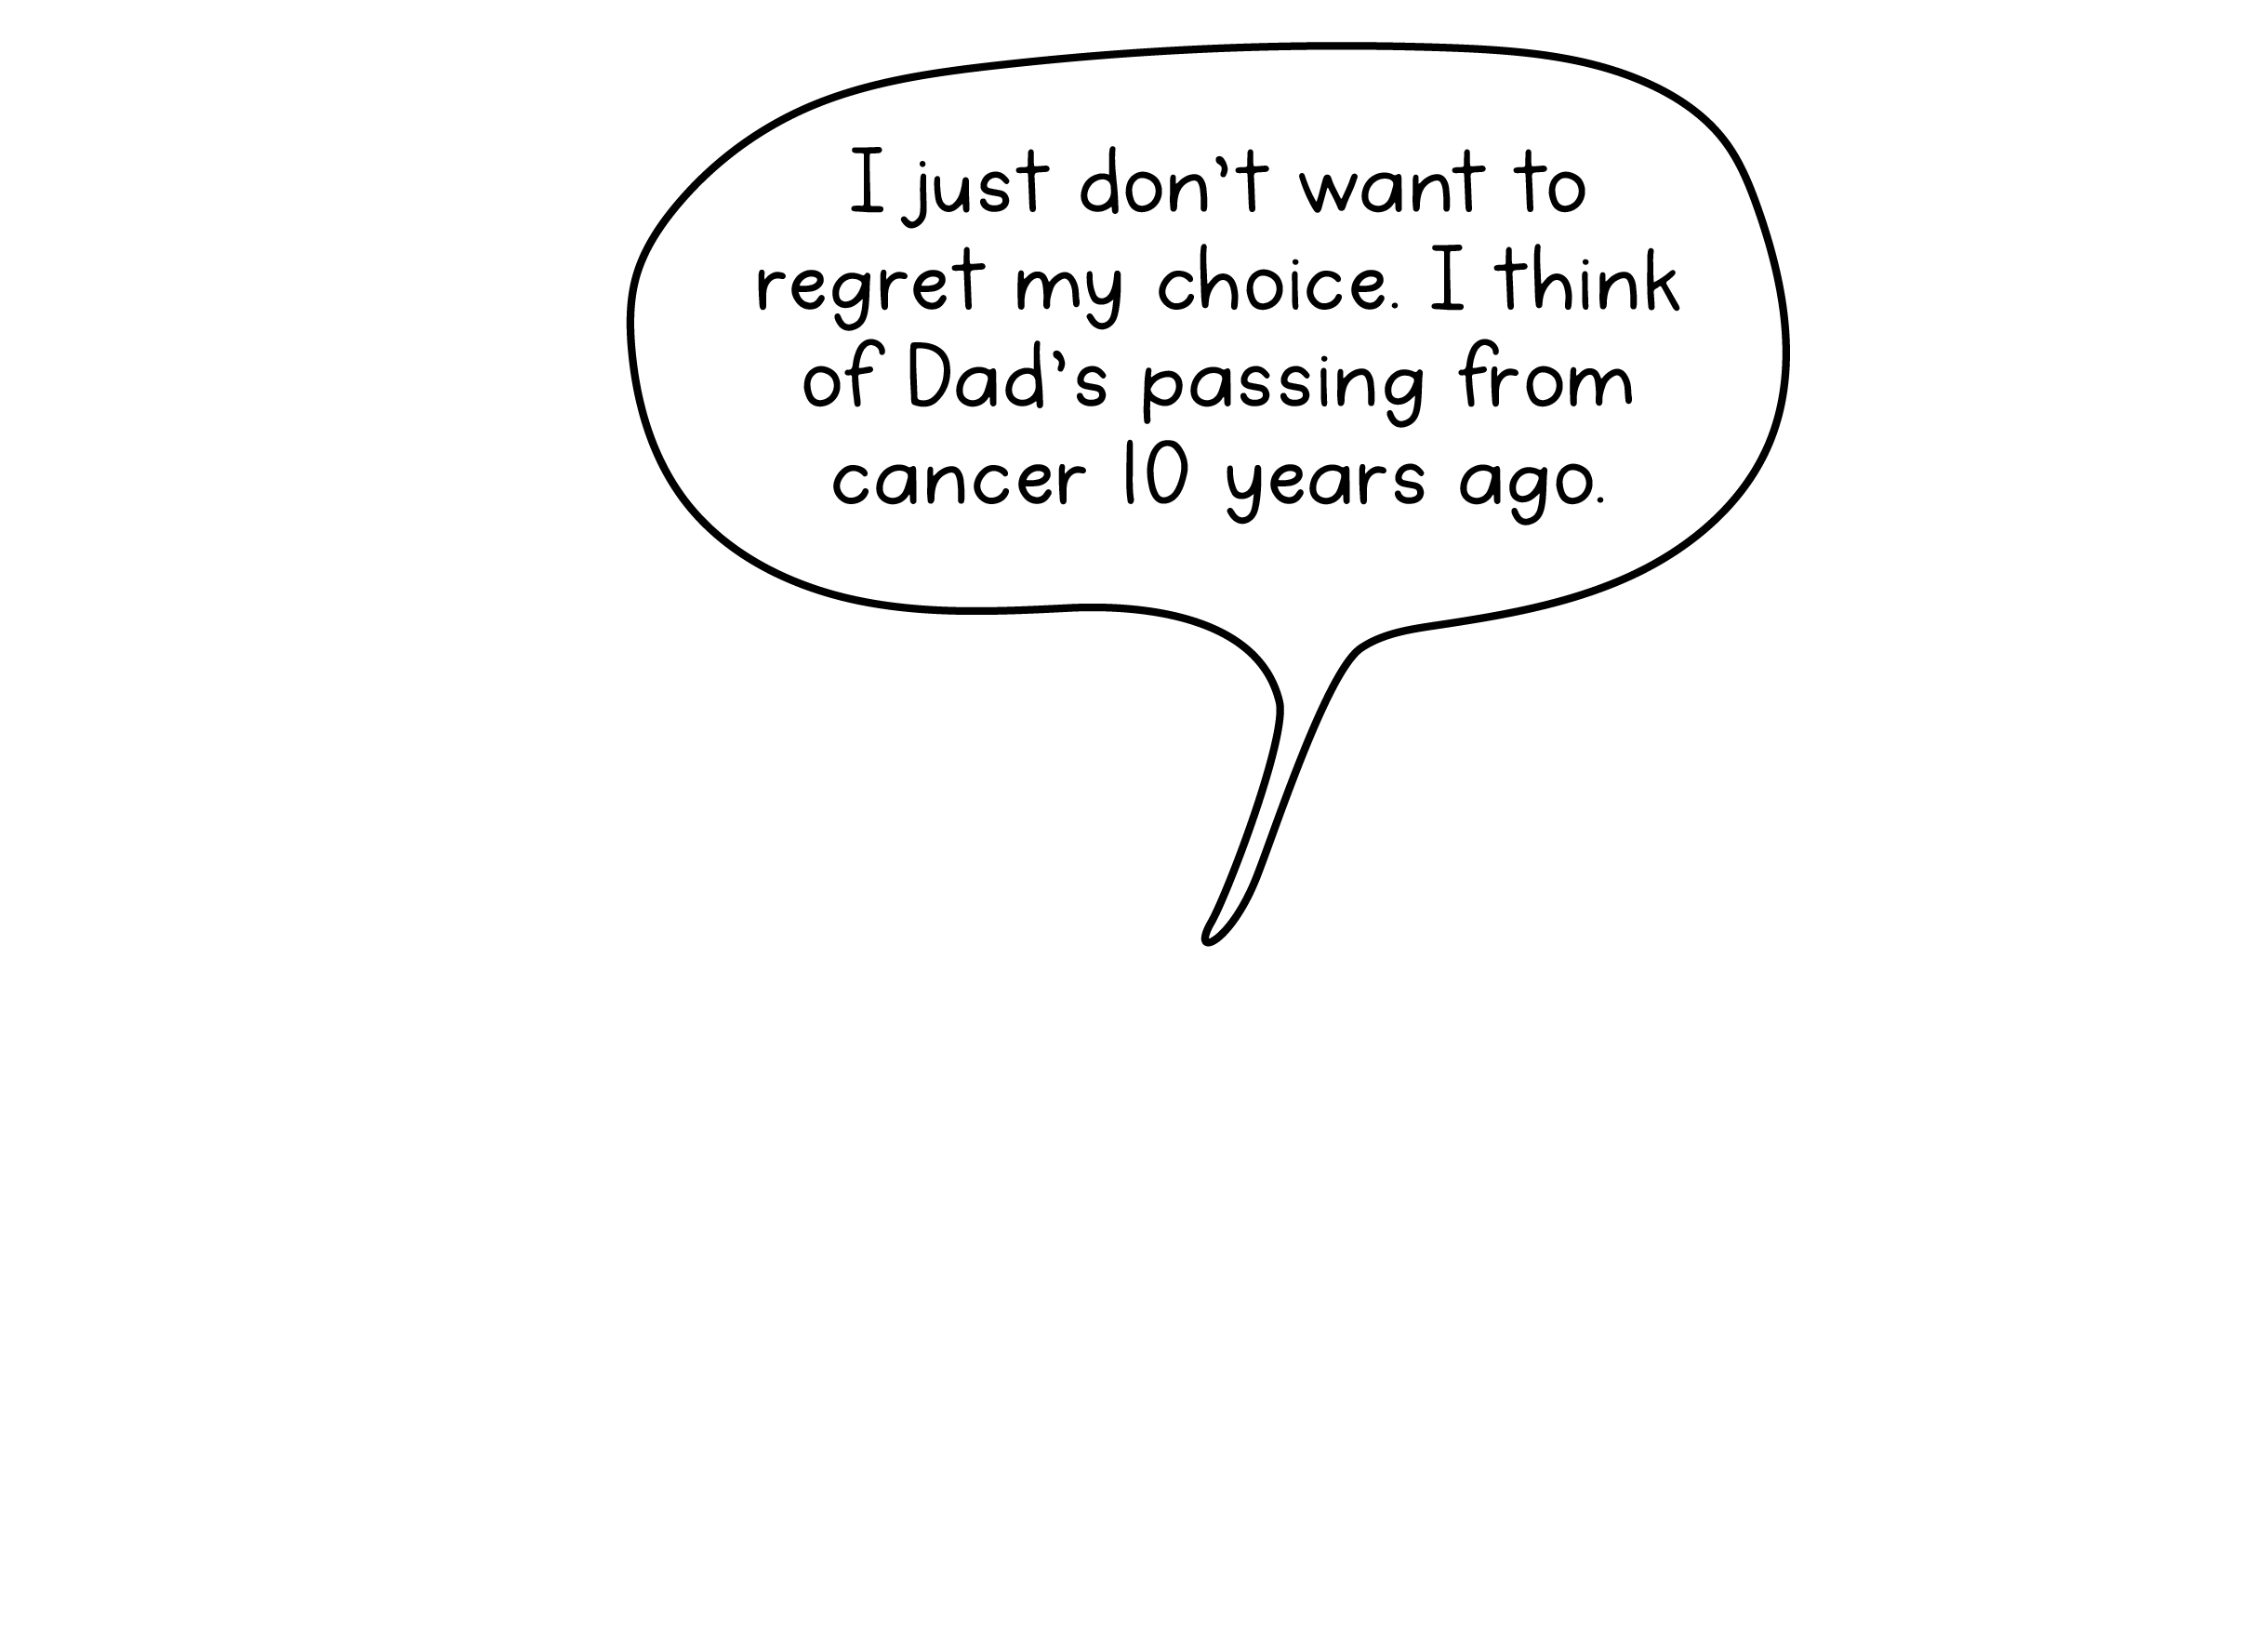 I just don't want to
regret my choice. I think
of Dad's passing from
cancer 10 years ago.